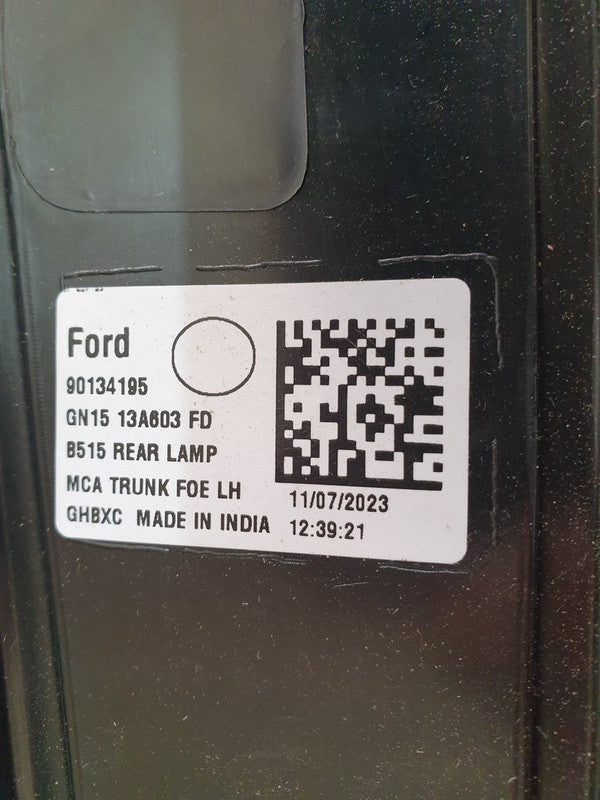 Ford
90134195
GN15 13A603 FD
B515 REAR LAMP
MCA TRUNK FOE LH
GHBXC MADE IN INDIA
11/07/2023
12:39:21